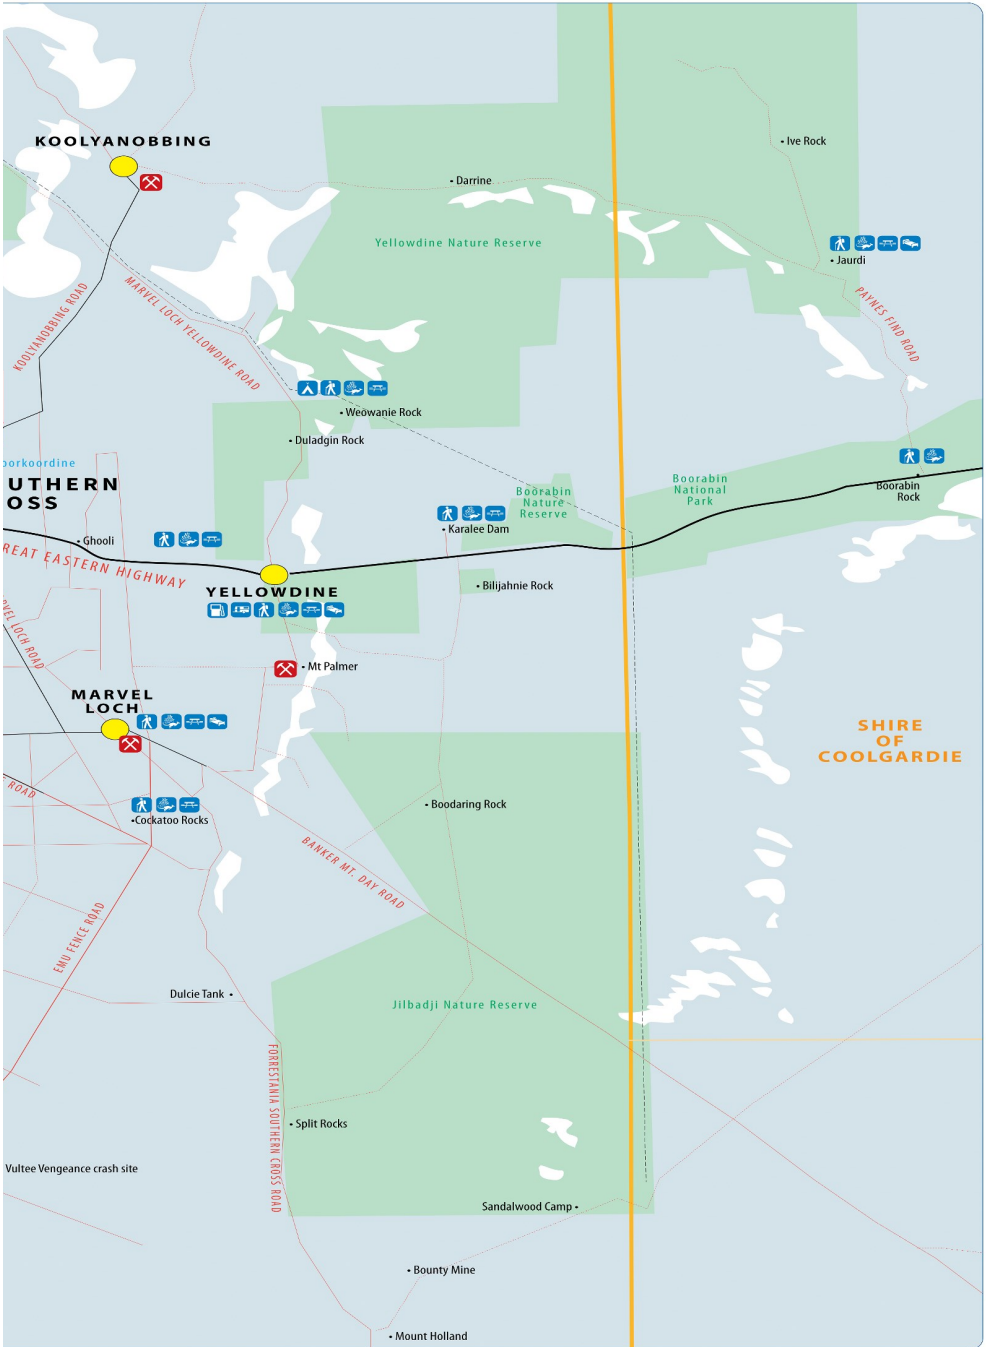 KOOLYANOBBING
Ive Rock
Darrine
Yellowdine Nature Reserve
Jaurdi
KOOLYANOBBING ROAD
MARVEL LOCH YELLOWDINE ROAD
PAYNES FIND ROAD
Weowanie Rock
Duladgin Rock
oorkoordine
UTHERN
OSS
Boorabin
Nature
Reserve
Boorabin
National
Park
Boorabin
Rock
Karalee Dam
Ghooli
REAT EASTERN HIGHWAY
YELLOWDINE
Bilijahnie Rock
RVEL LOCH ROAD
Mt Palmer
MARVEL
LOCH
SHIRE
OF
COOLGARDIE
ROAD
Cockatoo Rocks
Boodaring Rock
BANKER MT. DAY ROAD
EMU FENCE ROAD
Dulcie Tank
Jilbadji Nature Reserve
FORRESTANIA SOUTHERN CROSS ROAD
Split Rocks
Vultee Vengeance crash site
Sandalwood Camp
Bounty Mine
Mount Holland